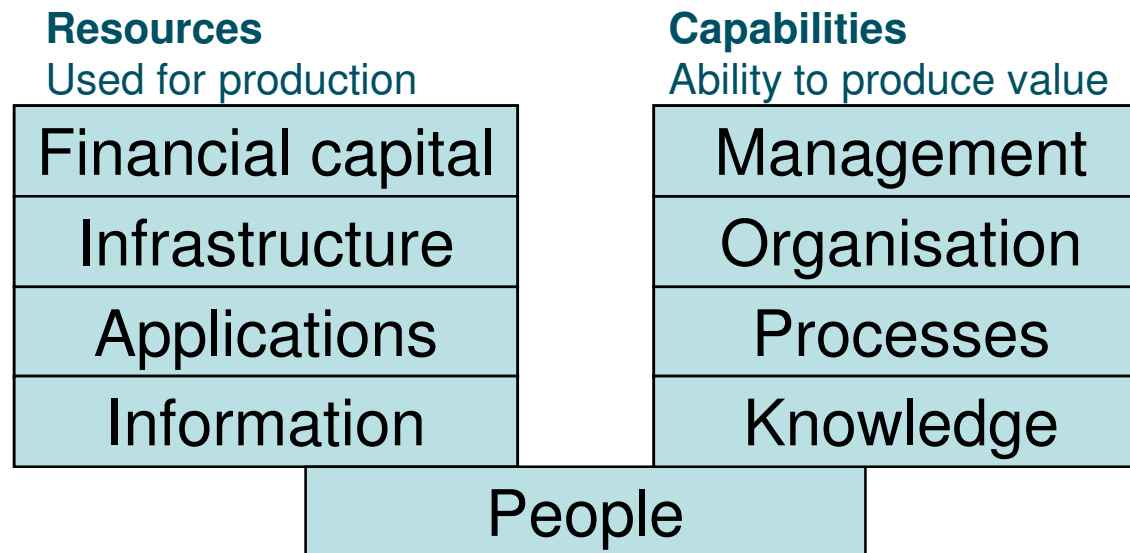 Resources
Used for production
Financial capital
Infrastructure
Applications
Information
Capabilities
Ability to produce value
Management
Organisation
Processes
Knowledge
People